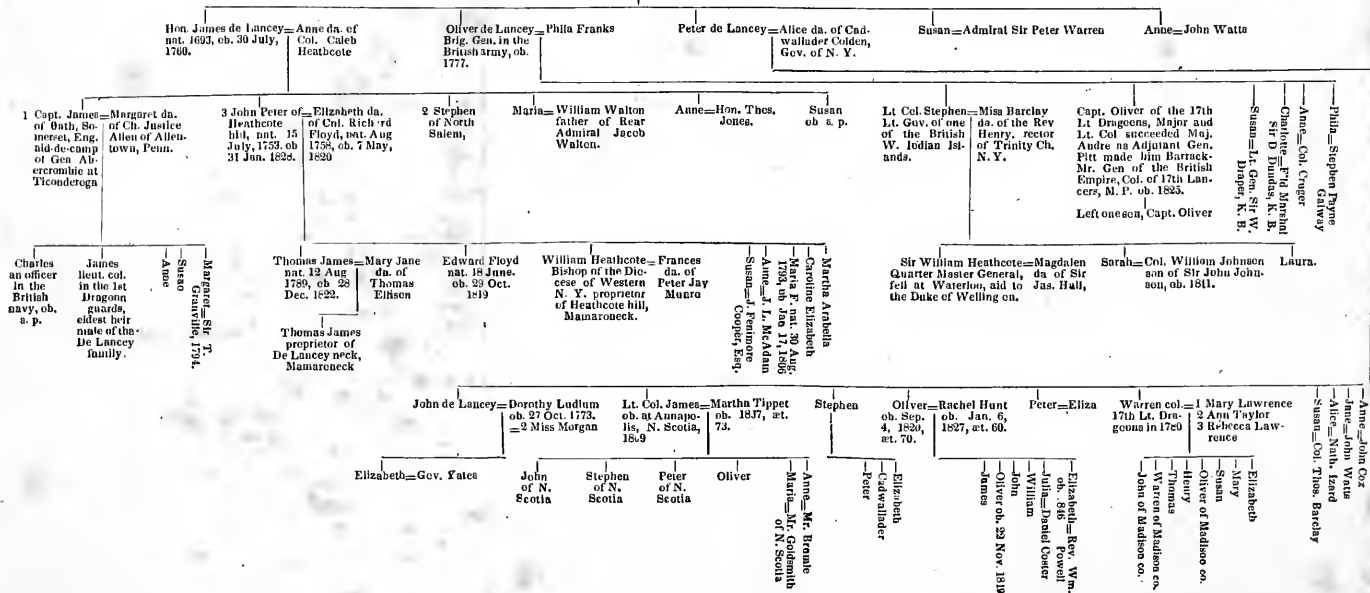 Hon. James de Lancey=Anne da. of
nat. 1693, ob. 30 July, Col. Caleb
1760. Heathcote
Oliver de Lancey=Phila Franks
Brig. Gen. in the
British army, ob.
1777.
Peter de Lancey=Alice da. of Cad-
wallader Colden,
Gov. of N. Y.
Susan=Admiral Sir Peter Warren
Anne=John Watts
1 Capt. James=Margaret da.
of Bath, So- of Ch. Justice
merset, Eng. Allen of Allen-
aid-de-camp town, Penn.
of Gen Ab-
ercrombie at
Ticonderoga
3 John Peter of=Elizabeth da.
Heathcote of Col. Rich'rd
hill, nat. 15 Floyd, nat. Aug
July, 1753. ob 1758, ob. 7 May,
31 Jan. 1828. 1820
2 Stephen
of North
Salem,
Maria=William Walton
father of Rear
Admiral Jacob
Walton.
Anne=Hon. Thos.
Jones.
Susan
ob s. p.
Lt Col. Stephen=Miss Barclay
Lt. Guv. of one da. of the Rev
of the British Henry, rector
W. Indian Isl- of Trinity Ch.
ands. N. Y.
Capt. Oliver of the 17th
Lt Dragoons, Major and
Lt. Col succeeded Maj.
Andre as Adjutant Gen.
Pitt made him Barrack-
Mr. Gen of the British
Empire, Col. of 17th Lan-
cers, M. P. ob. 1825.
Left one son, Capt. Oliver
Susan=Lt. Gen. Sir W.
Draper, K. B.
Charlotte=F'ld Marshal
Sir D Dundas, K. B.
Anne=Col. Cruger
Phila=Stephen Payne
Galway
Charles
an officer
in the
British
navy, ob.
s. p.
James
lieut. col.
in the 1st
Dragoon
guards,
eldest heir
male of the
De Lancey
family.
Anne
Susan
Margaret=Sir T.
Granville, 1794.
Thomas James=Mary Jane
nat. 12 Aug da. of
1789, ob 28 Thomas
Dec. 1822. Ellison
Thomas James
proprietor of
De Lancey neck,
Mamaroneck
Edward Floyd
nat. 18 June.
ob. 29 Oct.
1819
William Heathcote=Frances
Bishop of the Dio- da. of
cese of Western Peter Jay
N. Y. proprietor Munro
of Heathcote hill,
Mamaroneck.
Susan=J. Fenimore
Cooper, Esq.
Anne=J. L. McAdam
Maria F. nat. 30 Aug.
1793, ob Jan 17, 1806
Caroline Elizabeth
Martha Arabella
Sir William Heathcote=Magdalen
Quarter Master General, da of Sir
fell at Waterloo, aid to Jas. Hall,
the Duke of Welling on.
Sarah=Col. William Johnson
son of Sir John John-
son, ob. 1811.
Laura.
John de Lancey=Dorothy Ludlum
ob. 27 Oct. 1773.
=2 Miss Morgan
Lt. Col. James=Martha Tippet
ob. at Annapo- ob. 1837, æt.
lis, N. Scotia, 73.
1809
Stephen
Oliver=Rachel Hunt
ob. Sep. ob. Jan. 6,
4, 1820, 1827, æt. 60.
æt. 70.
Peter=Eliza
Warren col.=1 Mary Lawrence
17th Lt. Dra- 2 Ann Taylor
goons in 1780 3 Rebecca Law-
rence
Susan=Col. Thos. Barclay
Alice=Nath. Izard
Jane=John Watts
Anne=John Cox
Elizabeth=Gov. Yates
John
of N.
Scotia
Stephen
of N.
Scotia
Peter
of N.
Scotia
Oliver
Maria=Mr. Goldsmith
of N. Scotia
Anne=Mr. Bromle
Peter
Cadwallader
Elizabeth
James
Oliver ob. 22 Nov. 1819
John
William
Julia=Daniel Coster
ob. 846
Elizabeth=Rev. Wm.
Powell
John of Madison co.
Warren of Madison co.
Thomas
Henry
Oliver of Madison co.
Susan
Mary
Elizabeth